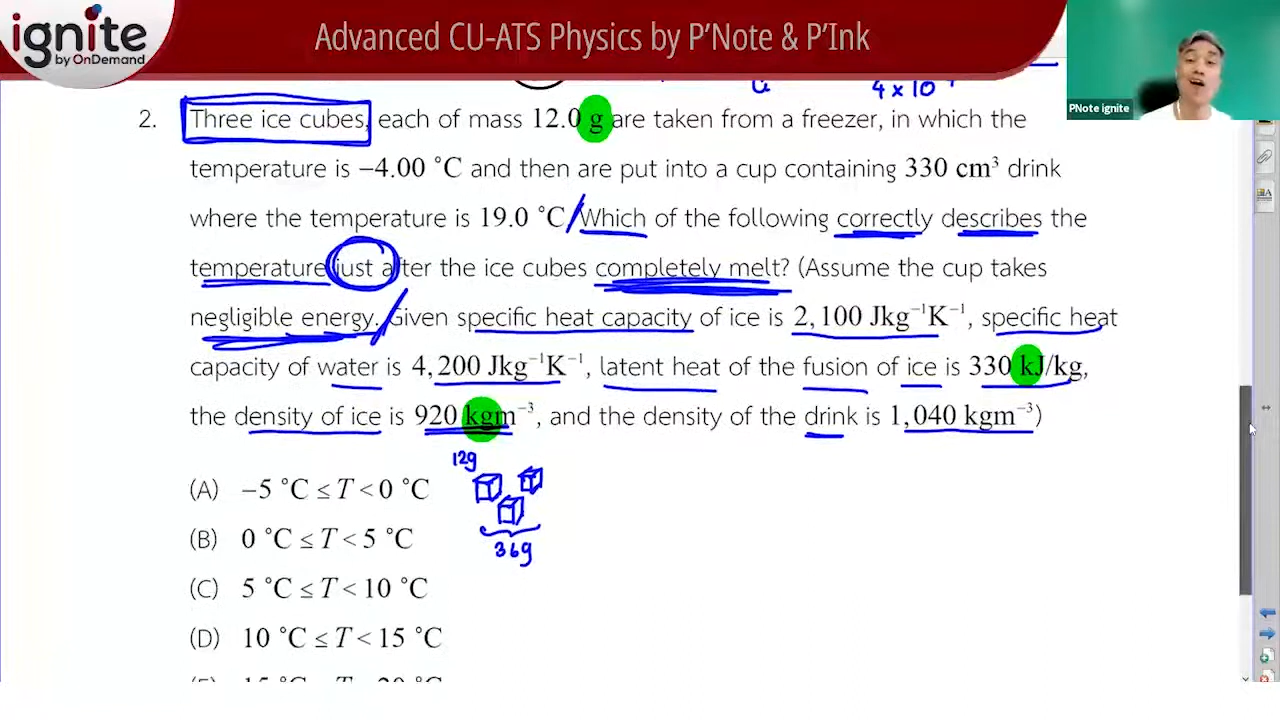 ignite
by OnDemand
Advanced CU-ATS Physics by P'Note & P'Ink
PNote ignite
4 × 10
2. Three ice cubes, each of mass 12.0 g are taken from a freezer, in which the
temperature is −4.00 °C and then are put into a cup containing 330 cm³ drink
where the temperature is 19.0 °C/Which of the following correctly describes the
temperature just after the ice cubes completely melt? (Assume the cup takes
negligible energy. Given specific heat capacity of ice is 2,100 Jkg⁻¹K⁻¹, specific heat
capacity of water is 4,200 Jkg⁻¹K⁻¹, latent heat of the fusion of ice is 330 kJ/kg,
the density of ice is 920 kgm⁻³, and the density of the drink is 1,040 kgm⁻³)
12g
(A) −5 °C ≤ T < 0 °C
(B) 0 °C ≤ T < 5 °C
36g
(C) 5 °C ≤ T < 10 °C
(D) 10 °C ≤ T < 15 °C